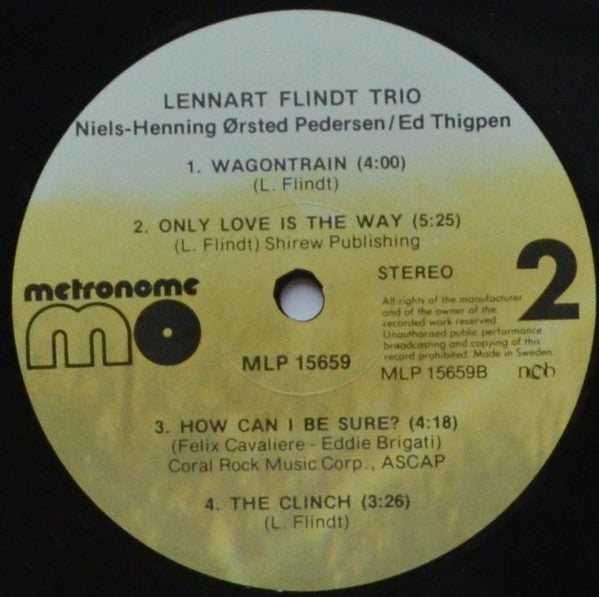 LENNART FLINDT TRIO
Niels-Henning Ørsted Pedersen/Ed Thigpen
1. WAGONTRAIN (4:00)
(L. Flindt)
2. ONLY LOVE IS THE WAY (5:25)
(L. Flindt) Shirew Publishing
metronome
mo
STEREO
2
All rights of the manufacturer
and of the owner of the
recorded work reserved.
Unauthorised public performance
broadcasting and copying of this
record prohibited. Made in Sweden.
MLP 15659
MLP 15659B
ncb
3. HOW CAN I BE SURE? (4:18)
(Felix Cavaliere - Eddie Brigati)
Coral Rock Music Corp., ASCAP
4. THE CLINCH (3:26)
(L. Flindt)